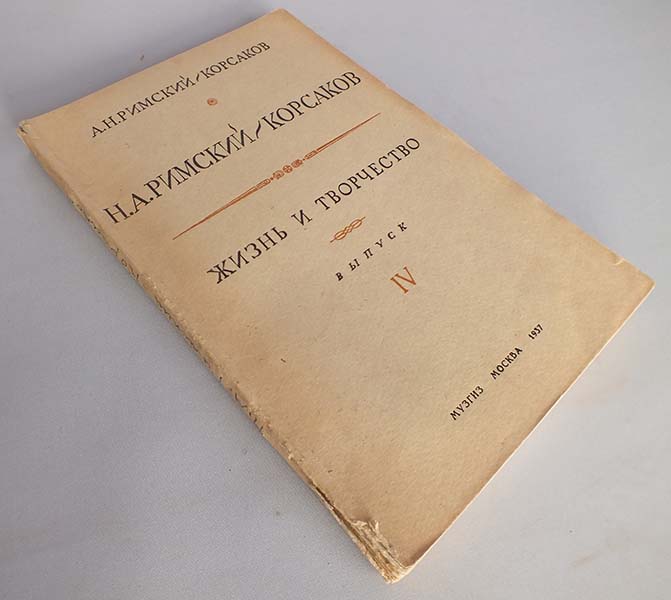 А.Н.РИМСКИЙ-КОРСАКОВ
Н.А.РИМСКИЙ-КОРСАКОВ
ЖИЗНЬ И ТВОРЧЕСТВО
ВЫПУСК
IV
МУЗГИЗ МОСКВА 1937